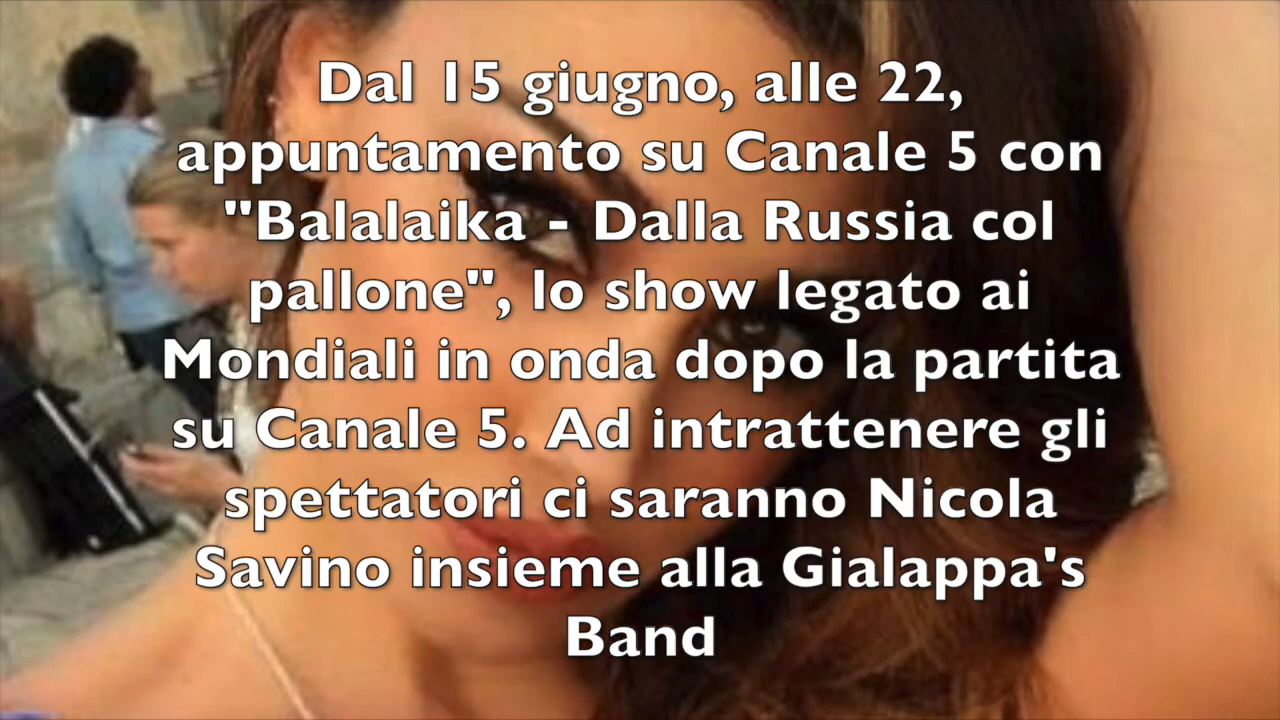 Dal 15 giugno, alle 22,
appuntamento su Canale 5 con
"Balalaika - Dalla Russia col
pallone", lo show legato ai
Mondiali in onda dopo la partita
su Canale 5. Ad intrattenere gli
spettatori ci saranno Nicola
Savino insieme alla Gialappa's
Band